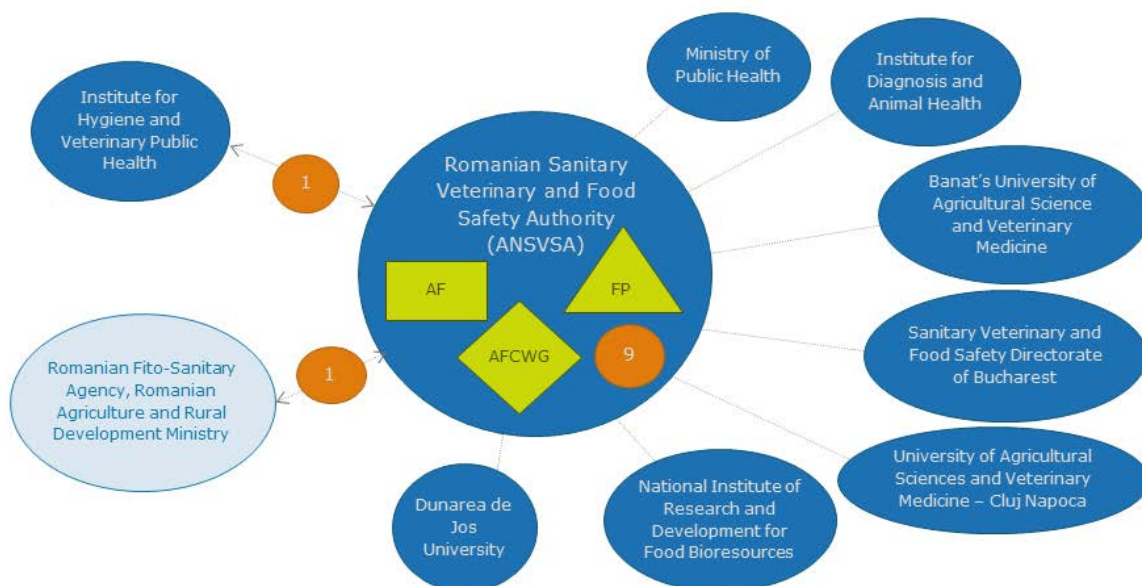 Ministry of
Public Health
Institute for
Diagnosis and
Animal Health
Institute for
Hygiene and
Veterinary Public
Health
1
Romanian Sanitary
Veterinary and Food
Safety Authority
(ANSVSA)
AF
FP
AFCWG
9
Banat's University of
Agricultural Science
and Veterinary
Medicine
Romanian Fito-Sanitary
Agency, Romanian
Agriculture and Rural
Development Ministry
1
Sanitary Veterinary and
Food Safety Directorate
of Bucharest
University of Agricultural
Sciences and Veterinary
Medicine – Cluj Napoca
National Institute of
Research and
Development for
Food Bioresources
Dunarea de
Jos
University